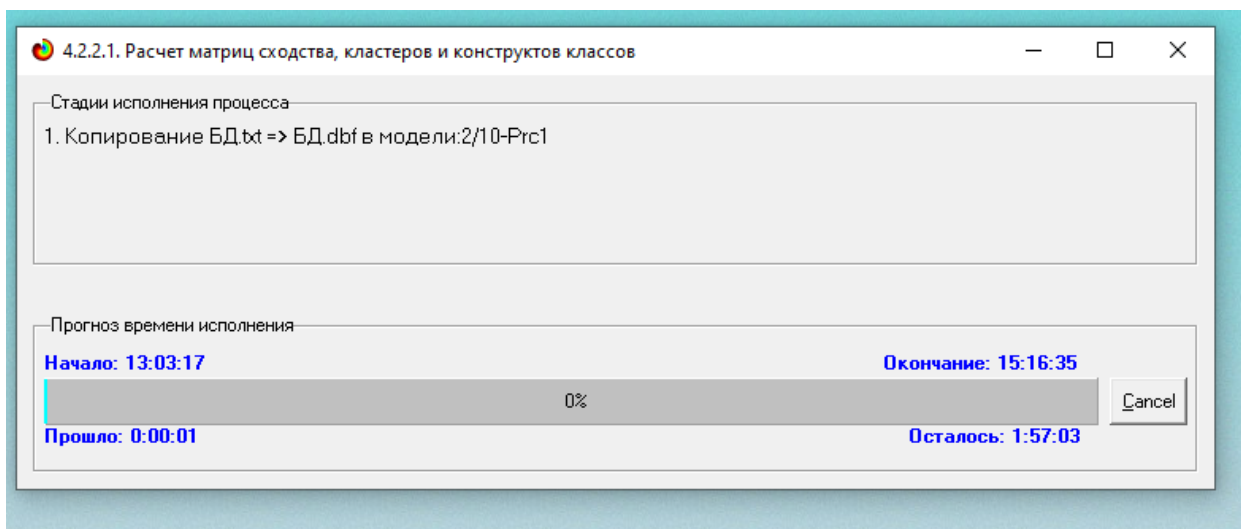 4.2.2.1. Расчет матриц сходства, кластеров и конструктов классов
Стадии исполнения процесса
1. Копирование БД.txt => БД.dbf в модели:2/10-Prc1
Прогноз времени исполнения
Начало: 13:03:17 Окончание: 15:16:35
0% Cancel
Прошло: 0:00:01 Осталось: 1:57:03